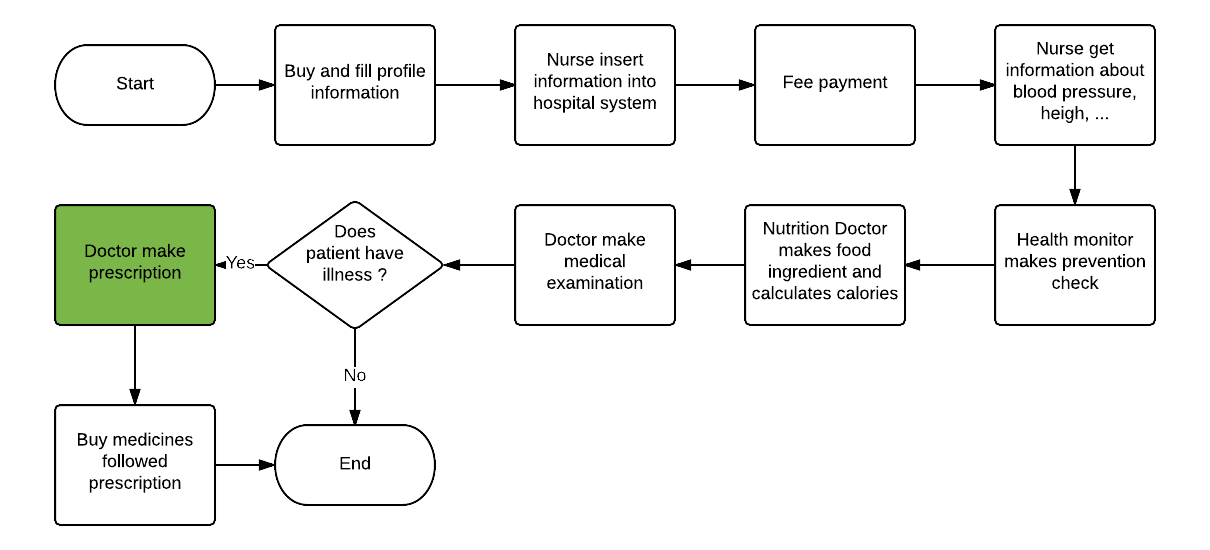 Start
Buy and fill profile
information
Nurse insert
information into
hospital system
Fee payment
Nurse get
information about
blood pressure,
heigh, ...
Health monitor
makes prevention
check
Nutrition Doctor
makes food
ingredient and
calculates calories
Doctor make
medical
examination
Does
patient have
illness ?
Yes
Doctor make
prescription
No
Buy medicines
followed
prescription
End